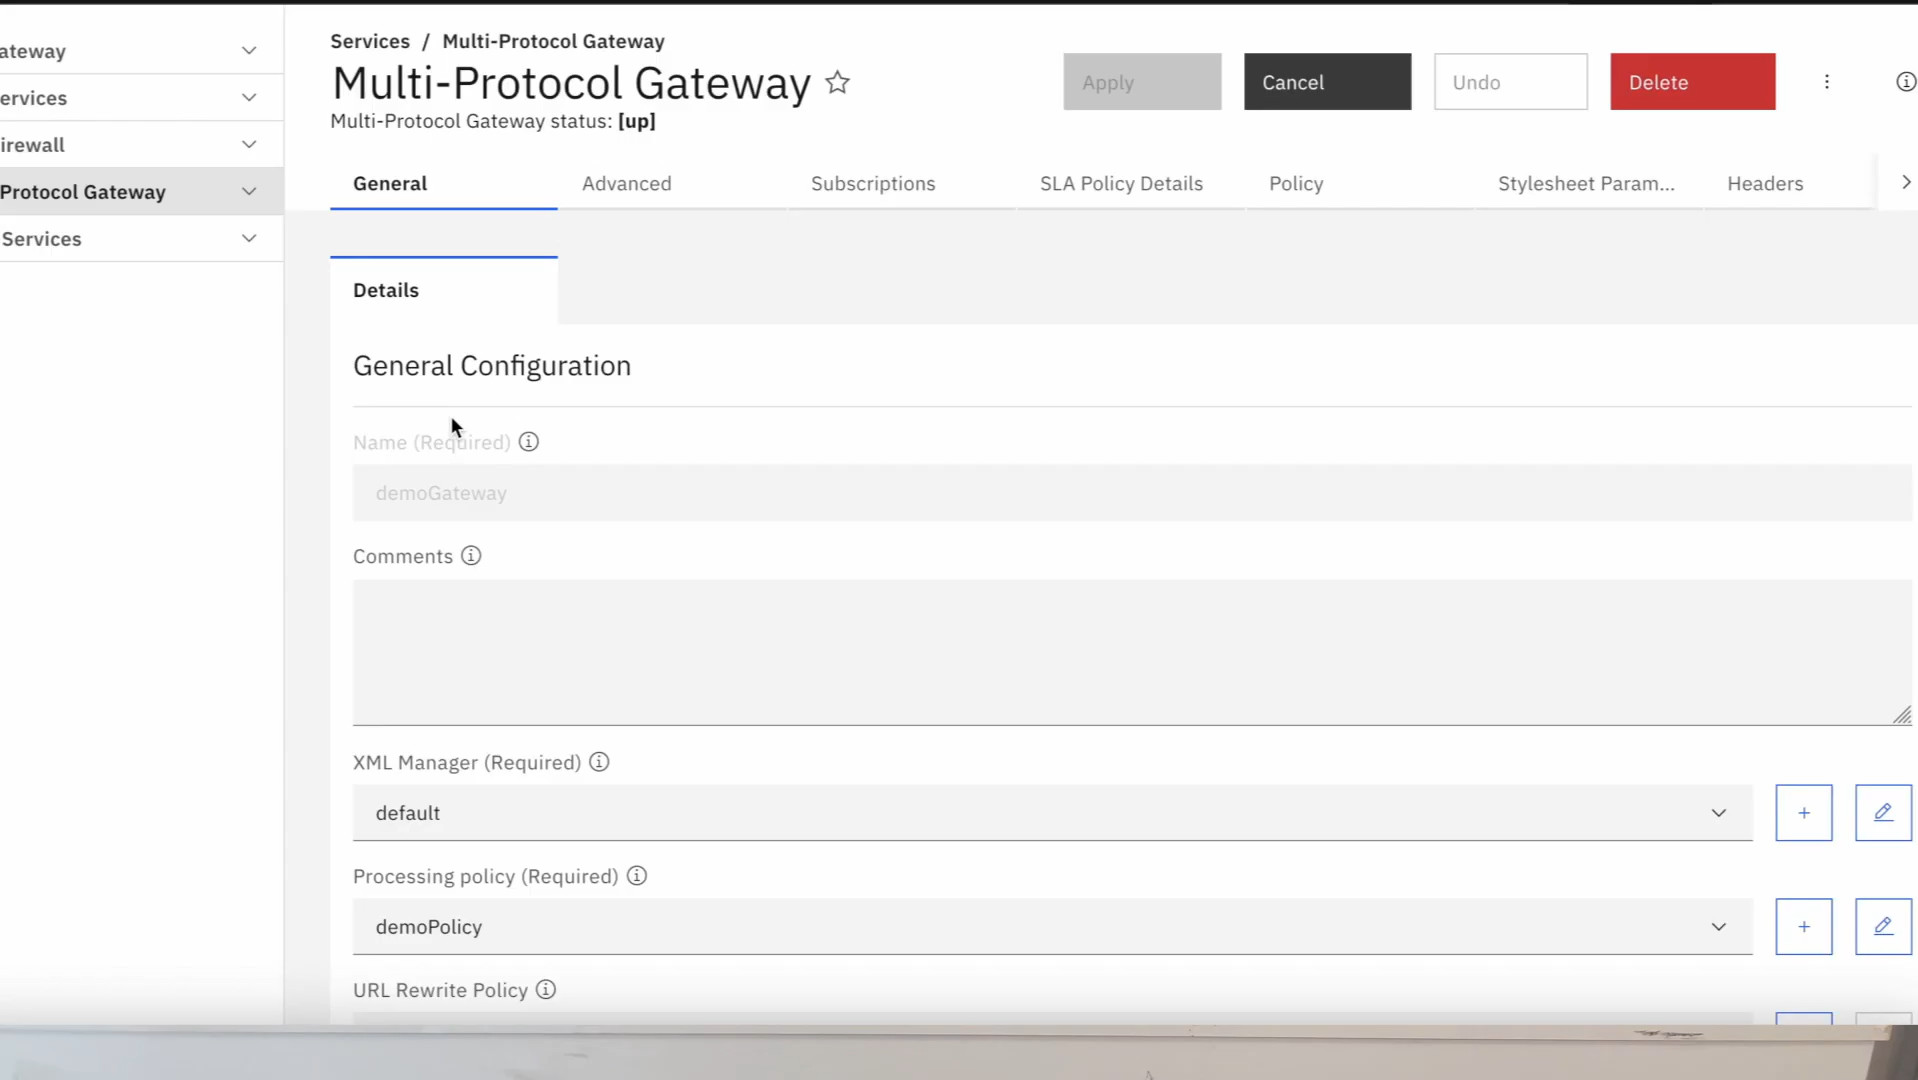 ateway
ervices
irewall
Protocol Gateway
Services
Services / Multi-Protocol Gateway
Multi-Protocol Gateway
Multi-Protocol Gateway status: [up]
Apply
Cancel
Undo
Delete
General
Advanced
Subscriptions
SLA Policy Details
Policy
Stylesheet Param...
Headers
Details
General Configuration
Name (Required)
demoGateway
Comments
XML Manager (Required)
default
Processing policy (Required)
demoPolicy
URL Rewrite Policy